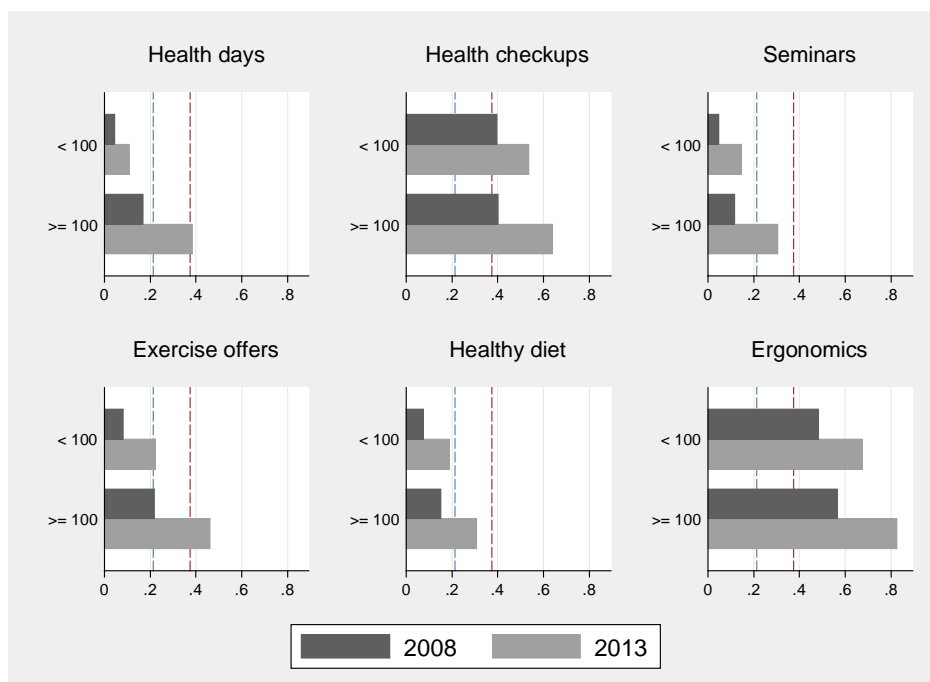 Health days
< 100
>= 100
0 .2 .4 .6 .8
Health checkups
< 100
>= 100
0 .2 .4 .6 .8
Seminars
< 100
>= 100
0 .2 .4 .6 .8
Exercise offers
< 100
>= 100
0 .2 .4 .6 .8
Healthy diet
< 100
>= 100
0 .2 .4 .6 .8
Ergonomics
< 100
>= 100
0 .2 .4 .6 .8
2008 2013